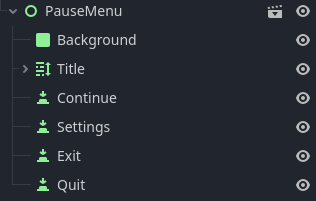 PauseMenu
Background
Title
Continue
Settings
Exit
Quit